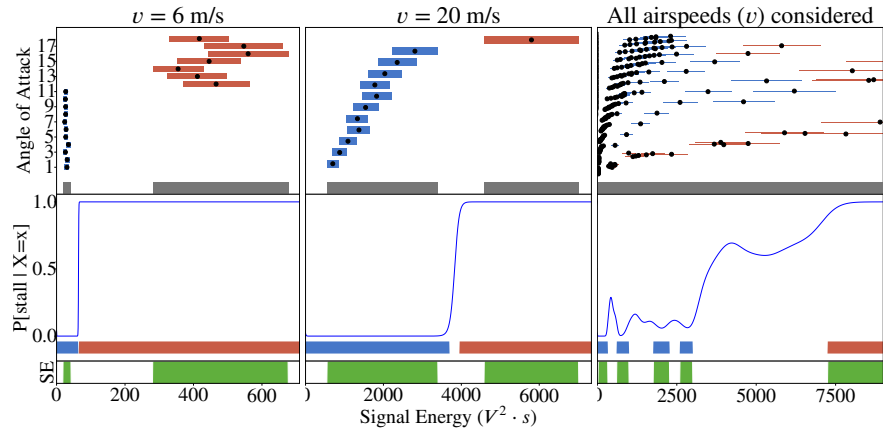 v = 6 m/s
v = 20 m/s
All airspeeds (v) considered
Angle of Attack
17
15
13
11
9
7
5
3
1
P[stall | X=x]
1.0
0.5
0.0
SE
0 200 400 600
0 2000 4000 6000
0 2500 5000 7500
Signal Energy (V² · s)